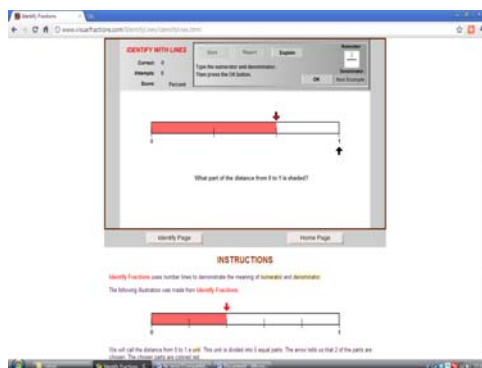 Identify Fractions
www.visualfractions.com/IdentifyLines/identifylines.html
IDENTIFY WITH LINES
Correct: 0
Attempts: 0
Score: Percent
Start
Report
Explain
Type the numerator and denominator.
Then press the OK button.
Numerator
Denominator
OK
Next Example
0
1
What part of the distance from 0 to 1 is shaded?
Identify Page
Home Page
INSTRUCTIONS
Identify Fractions uses number lines to demonstrate the meaning of numerator and denominator.
The following illustration was made from Identify Fractions.
0
1
We will call the distance from 0 to 1 a unit. This unit is divided into 5 equal parts. The arrow tells us that 2 of the parts are
chosen. The chosen parts are colored red.